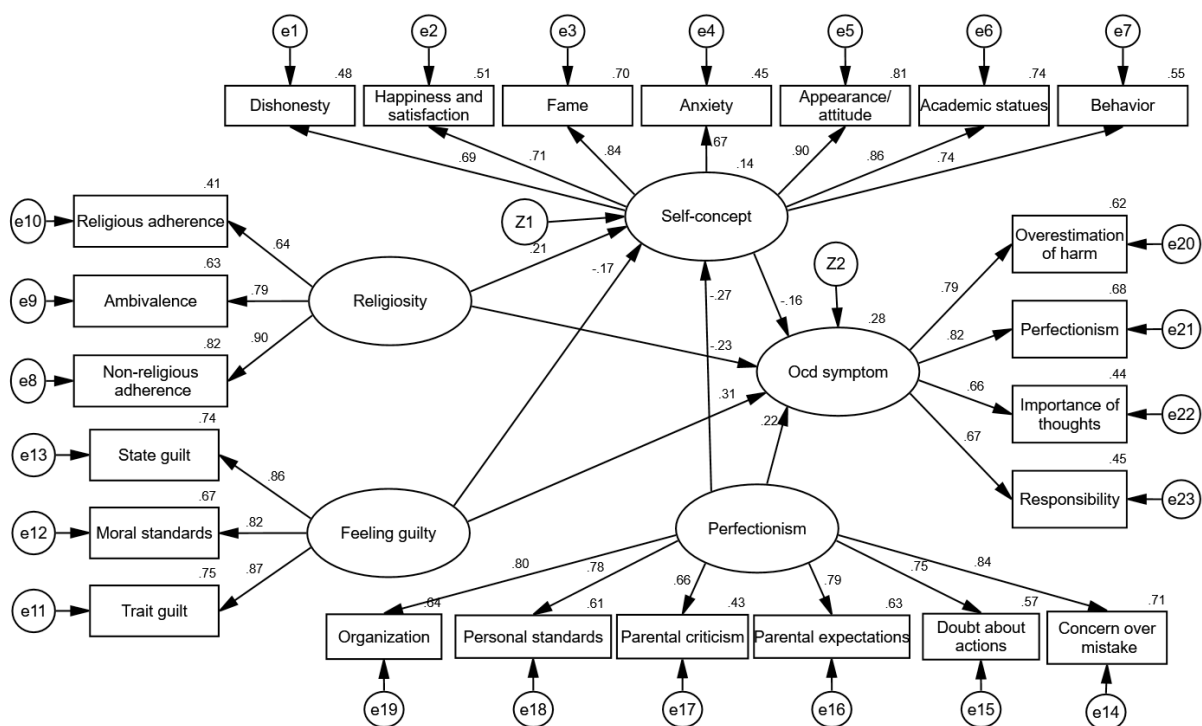 e1
e2
e3
e4
e5
e6
e7
.48
.51
.70
.45
.81
.74
.55
Dishonesty
Happiness and
satisfaction
Fame
Anxiety
Appearance/
attitude
Academic statues
Behavior
.69
.71
.84
.67
.90
.86
.74
.14
Self-concept
Z1
.41
e10
Religious adherence
.64
.63
e9
Ambivalence
.79
.82
e8
Non-religious
adherence
.90
Religiosity
.21
-.17
-.27
-.16
-.23
.31
.22
Z2
.28
Ocd symptom
.62
Overestimation
of harm
e20
.79
.68
Perfectionism
e21
.82
.44
Importance of
thoughts
e22
.66
.45
Responsibility
e23
.67
.74
e13
State guilt
.86
.67
e12
Moral standards
.82
.75
e11
Trait guilt
.87
Feeling guilty
Perfectionism
.80
.78
.66
.79
.75
.84
.64
.61
.43
.63
.57
.71
Organization
Personal standards
Parental criticism
Parental expectations
Doubt about
actions
Concern over
mistake
e19
e18
e17
e16
e15
e14